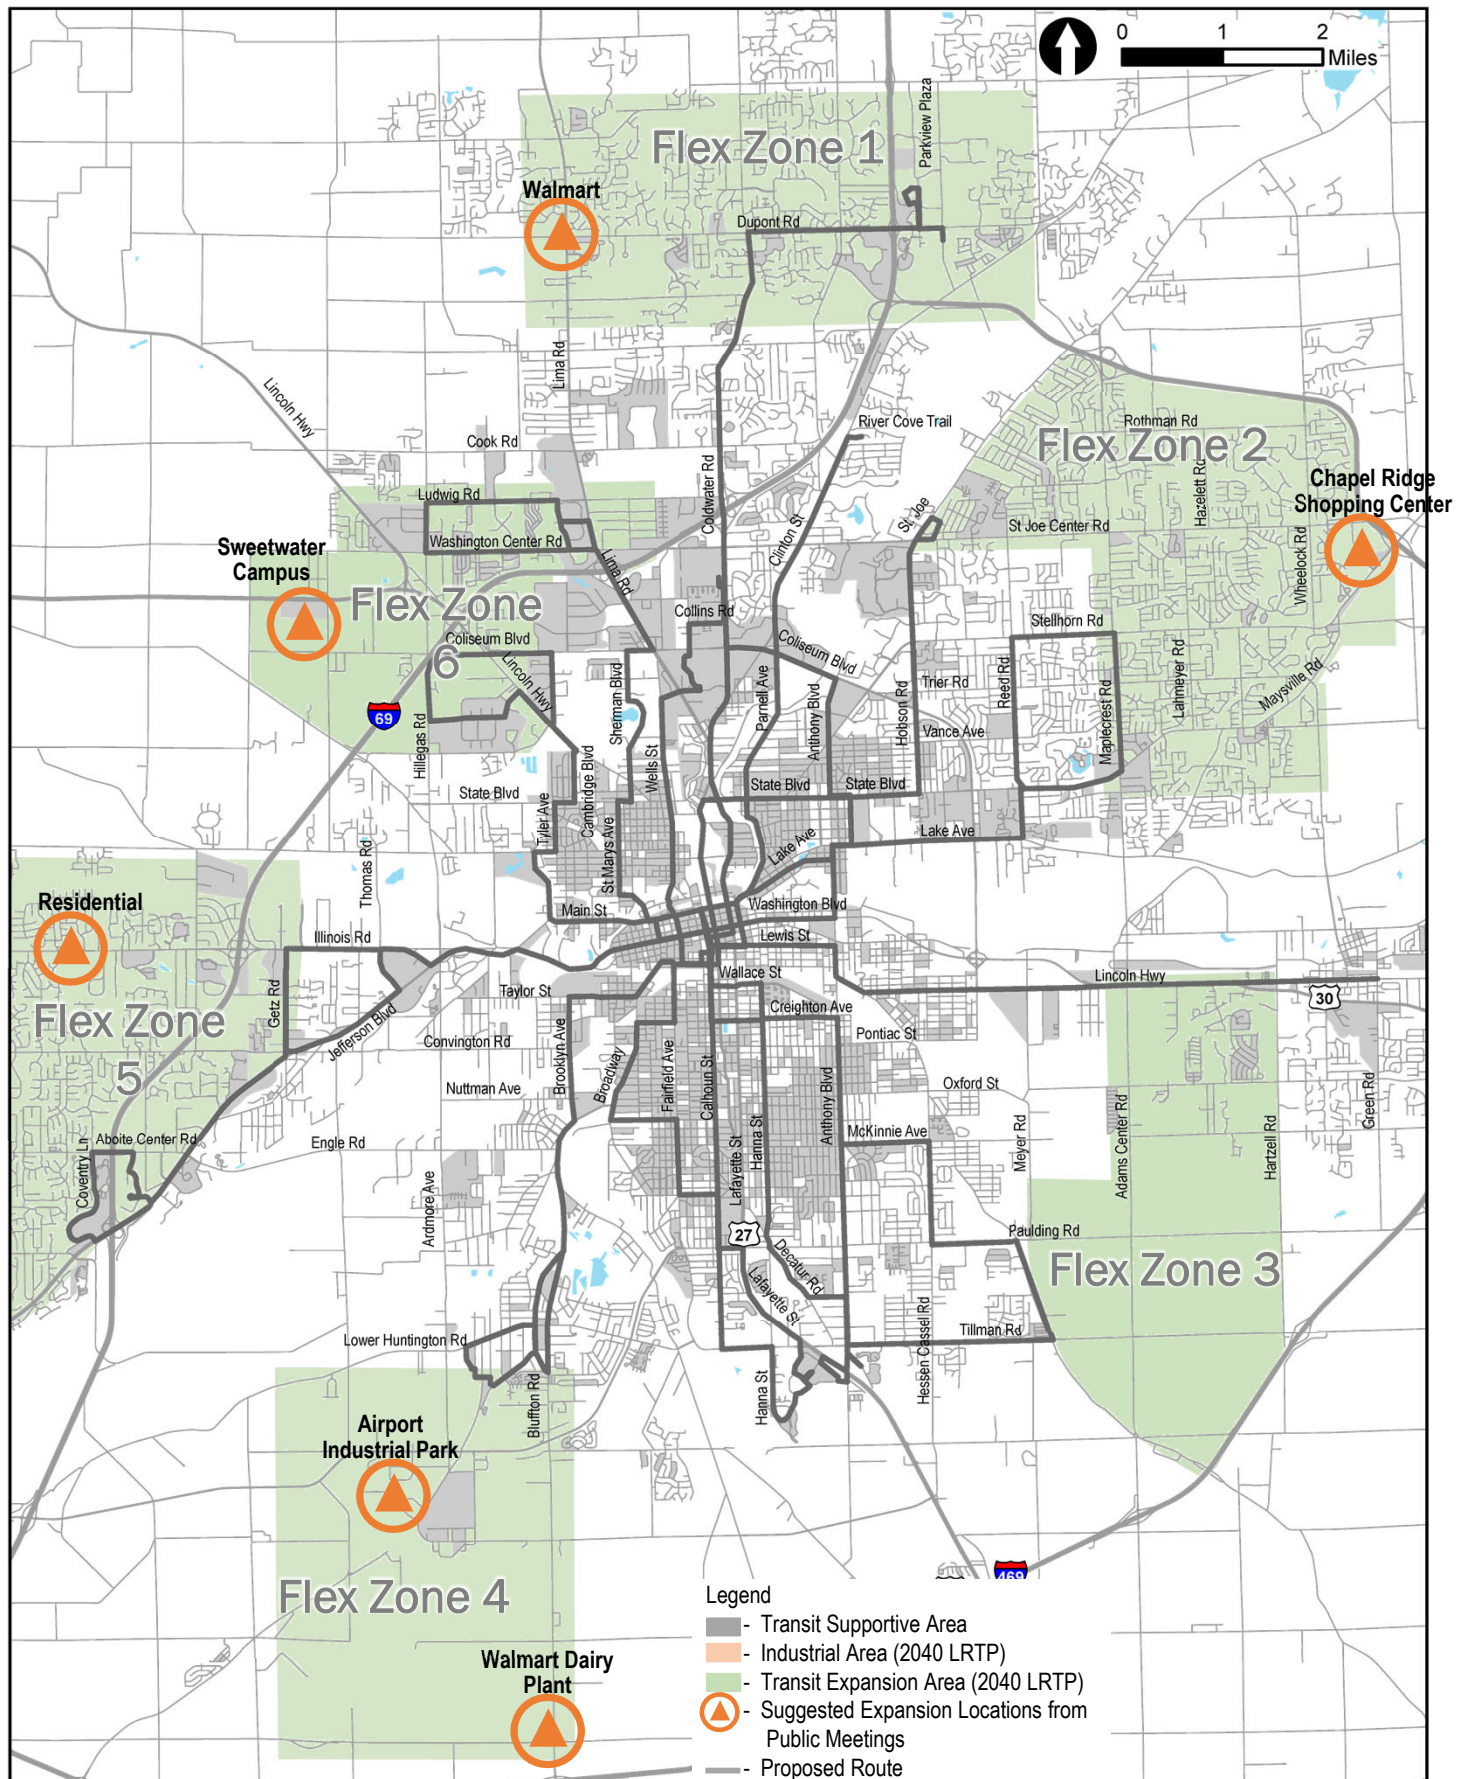 0 1 2
Miles
Parkview Plaza
Flex Zone 1
Walmart
Dupont Rd
Lima Rd
Lincoln Hwy
River Cove Trail
Rothman Rd
Flex Zone 2
Cook Rd
Coldwater Rd
Hazelett Rd
Chapel Ridge
Shopping Center
Ludwig Rd
St. Joe
St Joe Center Rd
Clinton St
Washington Center Rd
Wheelock Rd
Sweetwater
Campus
Lima Rd
Flex Zone
6
Collins Rd
Stellhorn Rd
Coliseum Blvd
Coliseum Blvd
Lincoln Hwy
Sherman Blvd
Parnell Ave
Anthony Blvd
Hobson Rd
Trier Rd
Reed Rd
Maplecrest Rd
Lahmeyer Rd
Maysville Rd
69
Hillegas Rd
Vance Ave
Wells St
Cambridge Blvd
State Blvd
State Blvd
State Blvd
Tyler Ave
St Marys Ave
Lake Ave
Lake Ave
Thomas Rd
Residential
Main St
Washington Blvd
Illinois Rd
Lewis St
Wallace St
Lincoln Hwy
30
Taylor St
Getz Rd
Creighton Ave
Flex Zone
5
Jefferson Blvd
Convington Rd
Pontiac St
Brooklyn Ave
Broadway
Fairfield Ave
Calhoun St
Nuttman Ave
Oxford St
Anthony Blvd
Hanna St
Lafayette St
McKinnie Ave
Meyer Rd
Adams Center Rd
Hartzell Rd
Green Rd
Aboite Center Rd
Engle Rd
Coventry Ln
Ardmore Ave
27
Decatur Rd
Paulding Rd
Flex Zone 3
Lafayette St
Lower Huntington Rd
Hessen Cassel Rd
Tillman Rd
Bluffton Rd
Hanna St
Airport
Industrial Park
Flex Zone 4
469
Walmart Dairy
Plant
Legend
- Transit Supportive Area
- Industrial Area (2040 LRTP)
- Transit Expansion Area (2040 LRTP)
- Suggested Expansion Locations from
Public Meetings
- Proposed Route